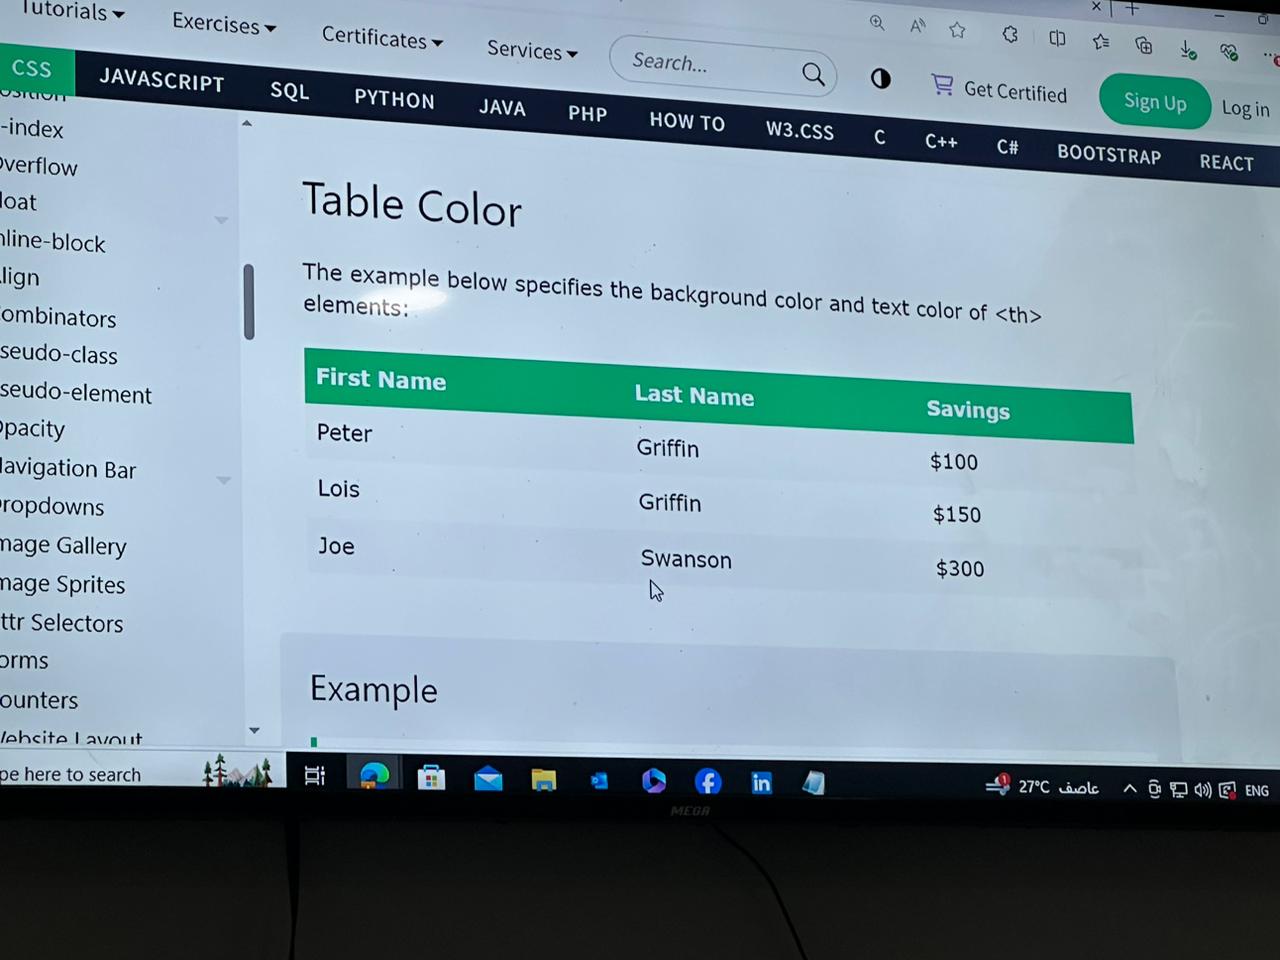 Tutorials
Exercises
Certificates
Services
Search...
Get Certified
Sign Up
Log in
CSS
JAVASCRIPT
SQL
PYTHON
JAVA
PHP
HOW TO
W3.CSS
C
C++
C#
BOOTSTRAP
REACT
-index
verflow
loat
nline-block
lign
ombinators
seudo-class
seudo-element
pacity
avigation Bar
ropdowns
mage Gallery
mage Sprites
ttr Selectors
orms
ounters
Website Layout
Table Color
The example below specifies the background color and text color of <th>
elements:
First Name Last Name Savings
Peter Griffin $100
Lois Griffin $150
Joe Swanson $300
Example
pe here to search
27°C عاصف
ENG
MEGA